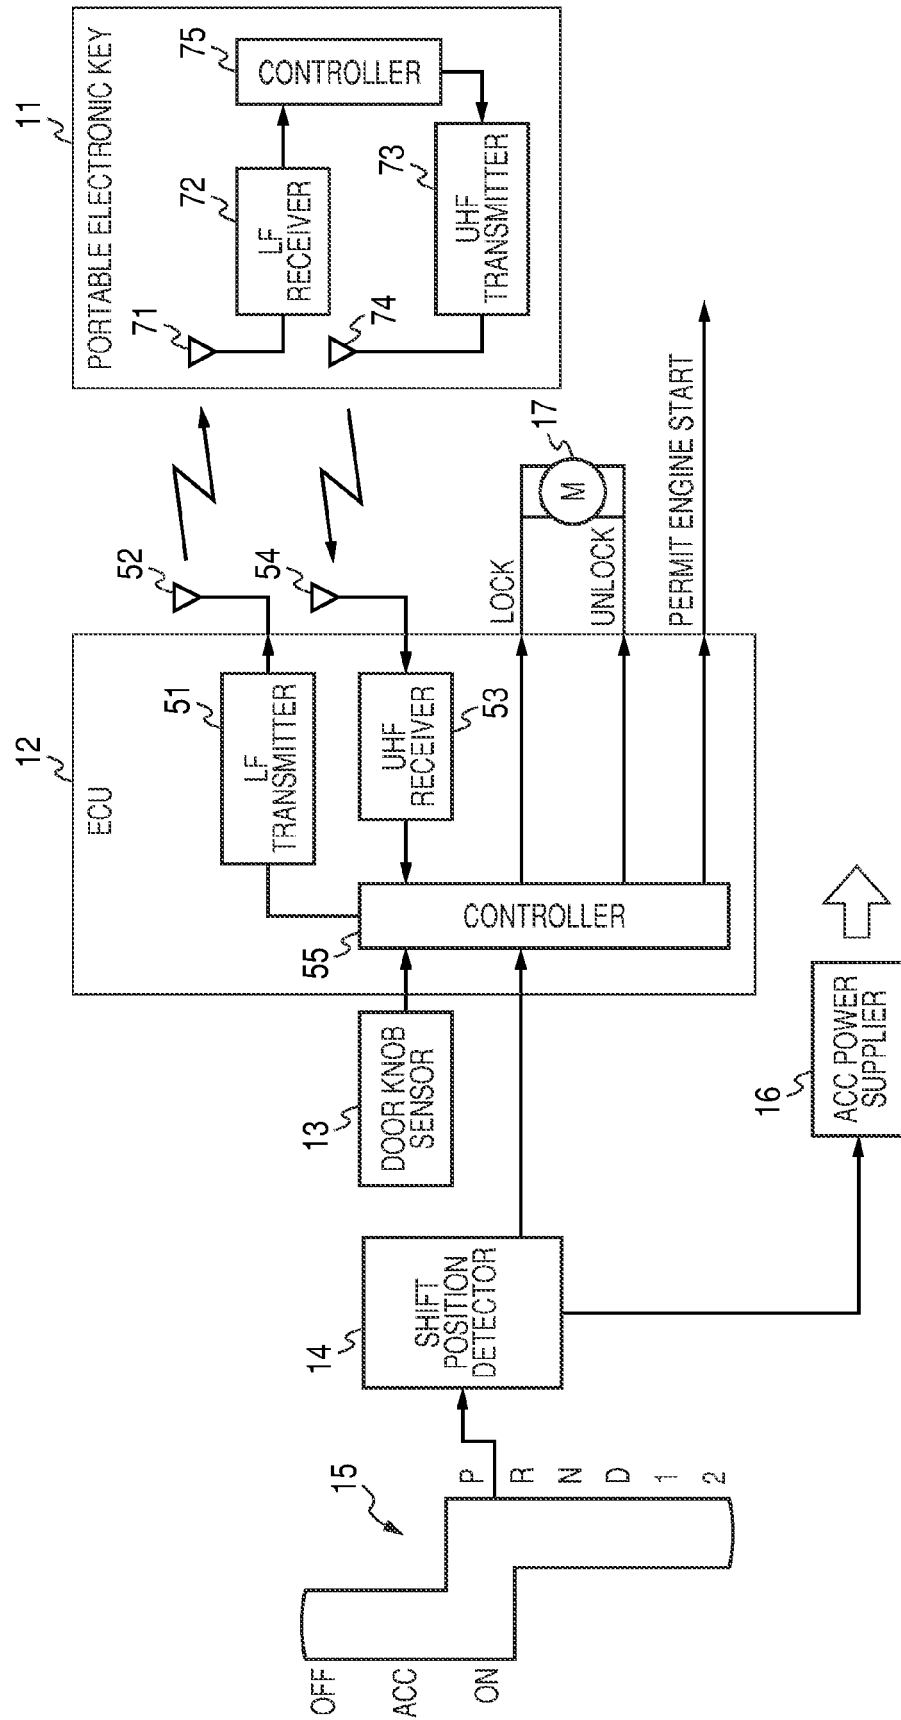 11
PORTABLE ELECTRONIC KEY
75
CONTROLLER
72
LF
RECEIVER
73
UHF
TRANSMITTER
71
74
52
54
17
M
LOCK
UNLOCK
PERMIT ENGINE START
12
ECU
51
LF
TRANSMITTER
UHF
RECEIVER
53
55
CONTROLLER
13
DOOR KNOB
SENSOR
14
SHIFT
POSITION
DETECTOR
16
ACC POWER
SUPPLIER
15
P
R
N
D
1
2
OFF
ACC
ON